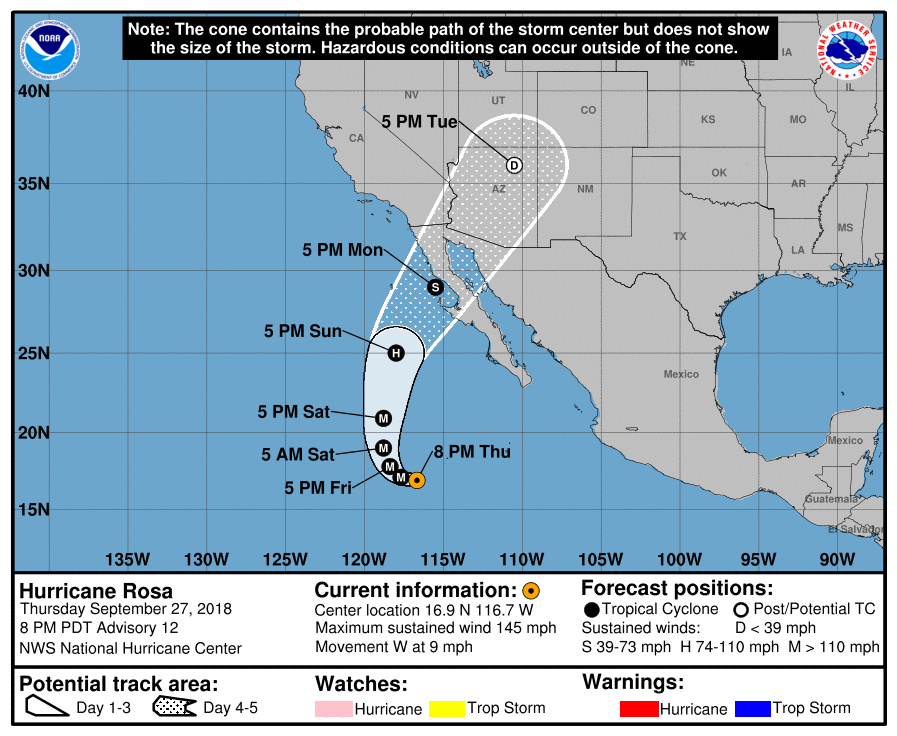 Note: The cone contains the probable path of the storm center but does not show
the size of the storm. Hazardous conditions can occur outside of the cone.
NOAA
NATIONAL WEATHER SERVICE
NE
IA
IL
40N
NV
UT
CO
KS
MO
5 PM Tue
CA
D
35N
AZ
NM
OK
AR
TX
MS
LA
5 PM Mon
30N
S
5 PM Sun
25N
H
Mexico
5 PM Sat
M
20N
Mexico
5 AM Sat
M
8 PM Thu
M
M
5 PM Fri
Guatemala
15N
El Salvador
135W 130W 125W 120W 115W 110W 105W 100W 95W 90W
Hurricane Rosa
Thursday September 27, 2018
8 PM PDT Advisory 12
NWS National Hurricane Center
Current information:
Center location 16.9 N 116.7 W
Maximum sustained wind 145 mph
Movement W at 9 mph
Forecast positions:
Tropical Cyclone Post/Potential TC
Sustained winds: D < 39 mph
S 39-73 mph H 74-110 mph M > 110 mph
Potential track area:
Day 1-3 Day 4-5
Watches:
Hurricane Trop Storm
Warnings:
Hurricane Trop Storm